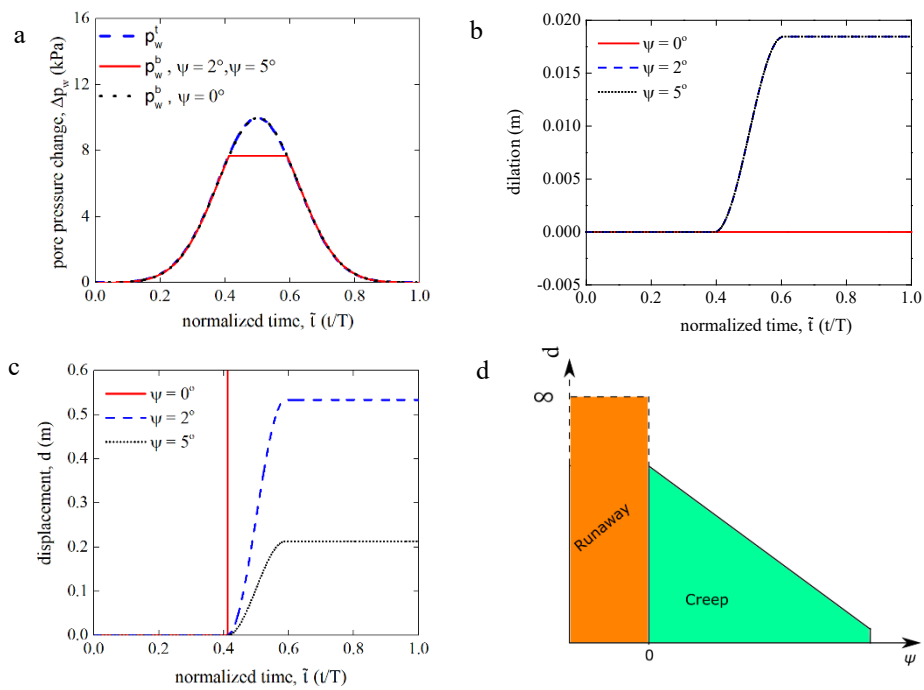 a
pore pressure change, Δp_w (kPa)
16
12
8
4
0
p_w^t
p_w^b , ψ = 2°,ψ = 5°
p_w^b , ψ = 0°
0.0 0.2 0.4 0.6 0.8 1.0
normalized time, t̃ (t/T)
b
dilation (m)
0.020
0.015
0.010
0.005
0.000
-0.005
ψ = 0°
ψ = 2°
ψ = 5°
0.0 0.2 0.4 0.6 0.8 1.0
normalized time, t̃ (t/T)
c
displacement, d (m)
0.6
0.5
0.4
0.3
0.2
0.1
0.0
ψ = 0°
ψ = 2°
ψ = 5°
0.0 0.2 0.4 0.6 0.8 1.0
normalized time, t̃ (t/T)
d
d
∞
Runaway
Creep
0
ψ